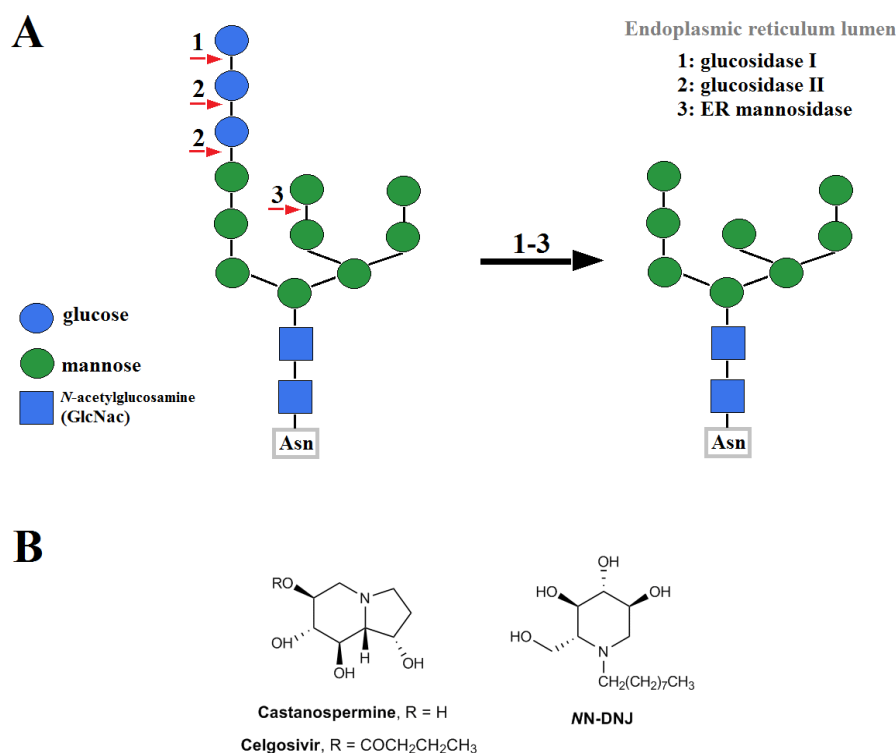 A
Endoplasmic reticulum lumen
1: glucosidase I
2: glucosidase II
3: ER mannosidase
1
2
2
3
1-3
glucose
mannose
N-acetylglucosamine
(GlcNac)
Asn
Asn
B
RO
N
OH
OH
H
OH
Castanospermine, R = H
Celgosivir, R = COCH2CH2CH3
OH
HO
OH
HO
N
CH2(CH2)7CH3
NN-DNJ